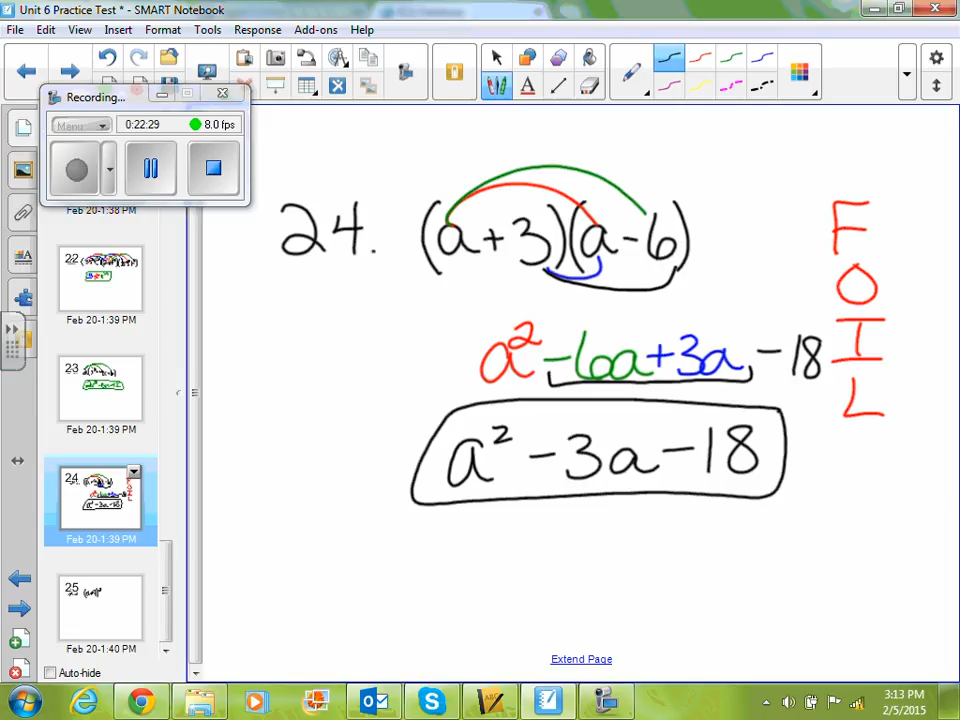 Unit 6 Practice Test * - SMART Notebook
File Edit View Insert Format Tools Response Add-ons Help
Recording...
Menu 0:22:29 8.0 fps
Feb 20-1:38 PM
22
Feb 20-1:39 PM
23
Feb 20-1:39 PM
24
Feb 20-1:39 PM
25
Feb 20-1:40 PM
Auto-hide
24. (a+3)(a-6)
a² -6a +3a -18
a² - 3a - 18
F
O
I
L
Extend Page
3:13 PM
2/5/2015